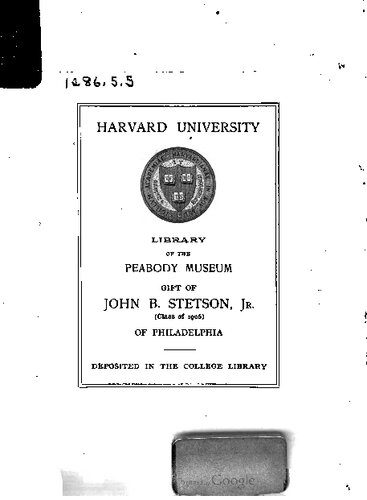 1286.5.5
HARVARD UNIVERSITY
LIBRARY
OF THE
PEABODY MUSEUM
GIFT OF
JOHN B. STETSON, JR.
(Class of 1906)
OF PHILADELPHIA
DEPOSITED IN THE COLLEGE LIBRARY
Google